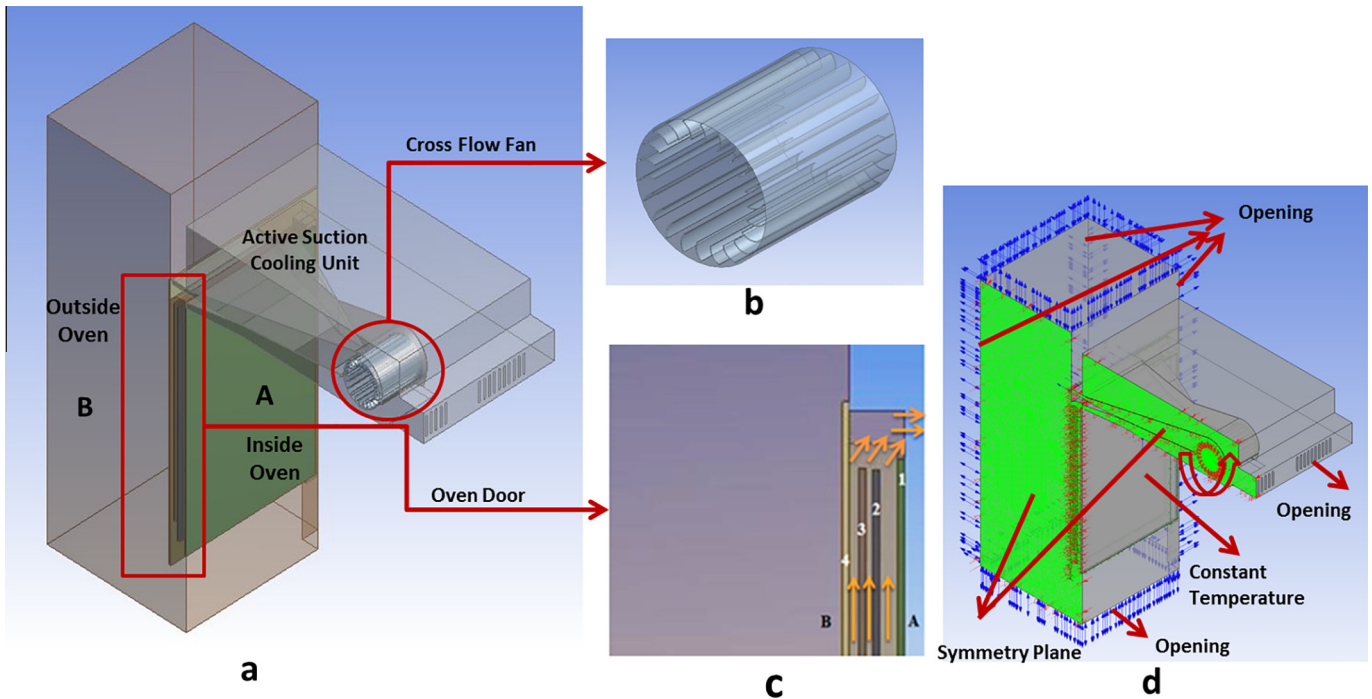 Cross Flow Fan
Active Suction
Cooling Unit
Outside
Oven
B
A
Inside
Oven
Oven Door
a
b
1
2
3
4
B
A
c
Opening
Opening
Constant
Temperature
Symmetry Plane
Opening
d